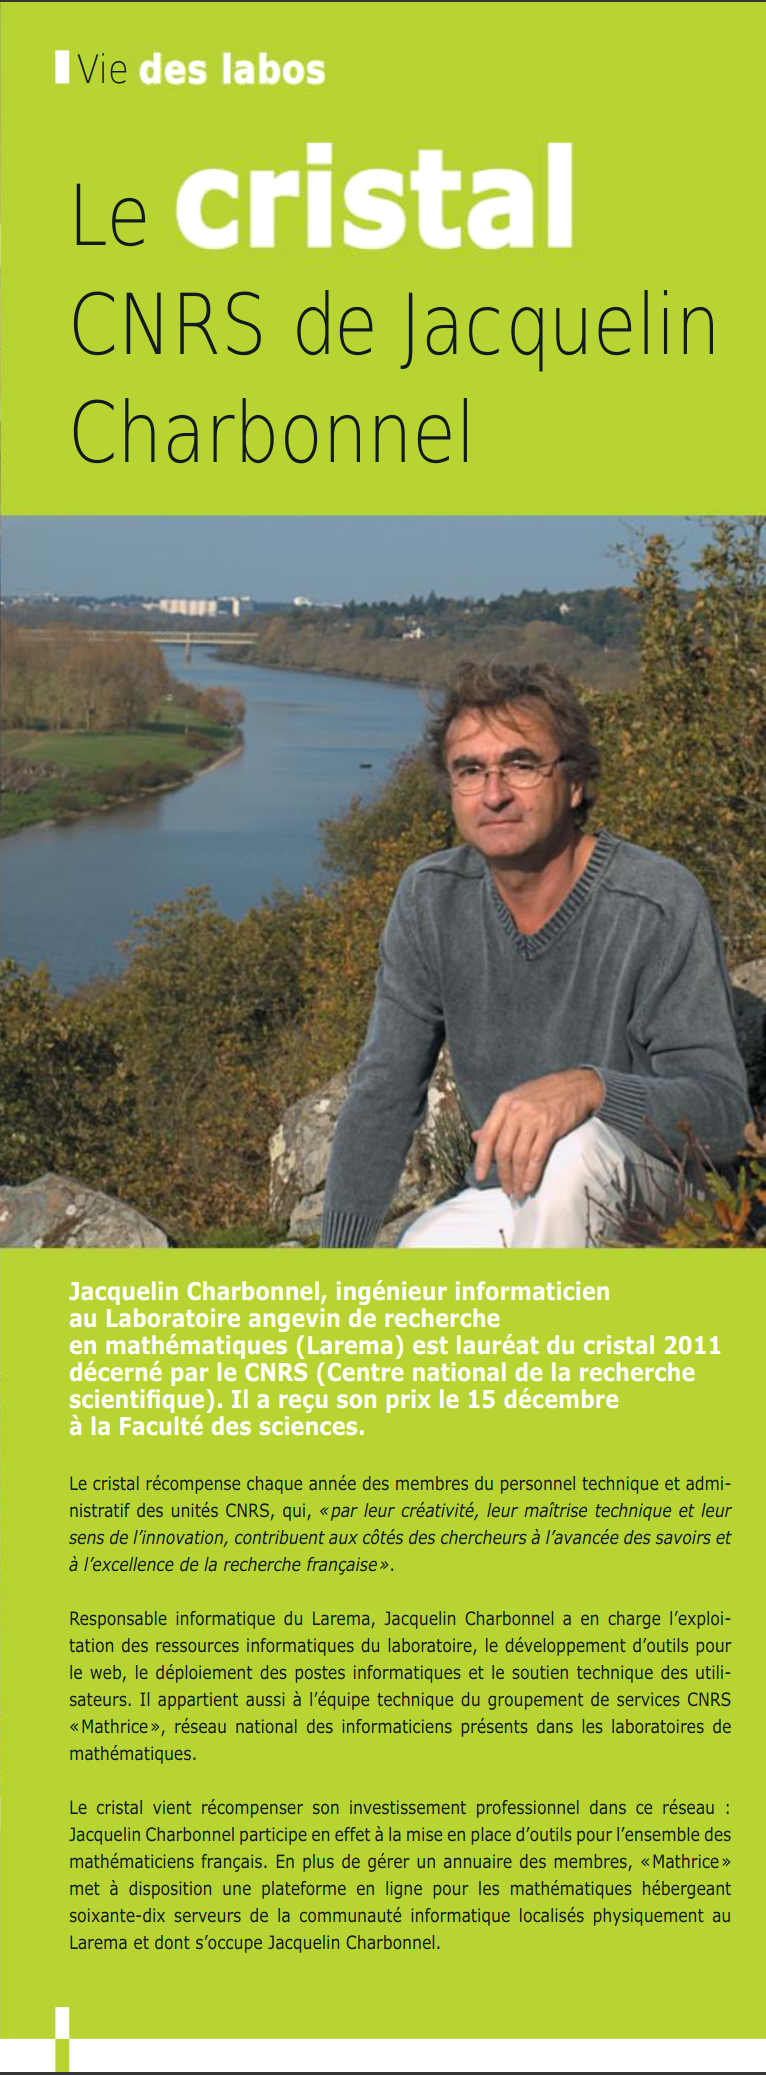 Vie des labos
Le cristal
CNRS de Jacquelin
Charbonnel
Jacquelin Charbonnel, ingénieur informaticien
au Laboratoire angevin de recherche
en mathématiques (Larema) est lauréat du cristal 2011
décerné par le CNRS (Centre national de la recherche
scientifique). Il a reçu son prix le 15 décembre
à la Faculté des sciences.
Le cristal récompense chaque année des membres du personnel technique et admi-
nistratif des unités CNRS, qui, «par leur créativité, leur maîtrise technique et leur
sens de l’innovation, contribuent aux côtés des chercheurs à l’avancée des savoirs et
à l’excellence de la recherche française».
Responsable informatique du Larema, Jacquelin Charbonnel a en charge l’exploi-
tation des ressources informatiques du laboratoire, le développement d’outils pour
le web, le déploiement des postes informatiques et le soutien technique des utili-
sateurs. Il appartient aussi à l’équipe technique du groupement de services CNRS
«Mathrice», réseau national des informaticiens présents dans les laboratoires de
mathématiques.
Le cristal vient récompenser son investissement professionnel dans ce réseau :
Jacquelin Charbonnel participe en effet à la mise en place d’outils pour l’ensemble des
mathématiciens français. En plus de gérer un annuaire des membres, «Mathrice»
met à disposition une plateforme en ligne pour les mathématiques hébergeant
soixante-dix serveurs de la communauté informatique localisés physiquement au
Larema et dont s’occupe Jacquelin Charbonnel.